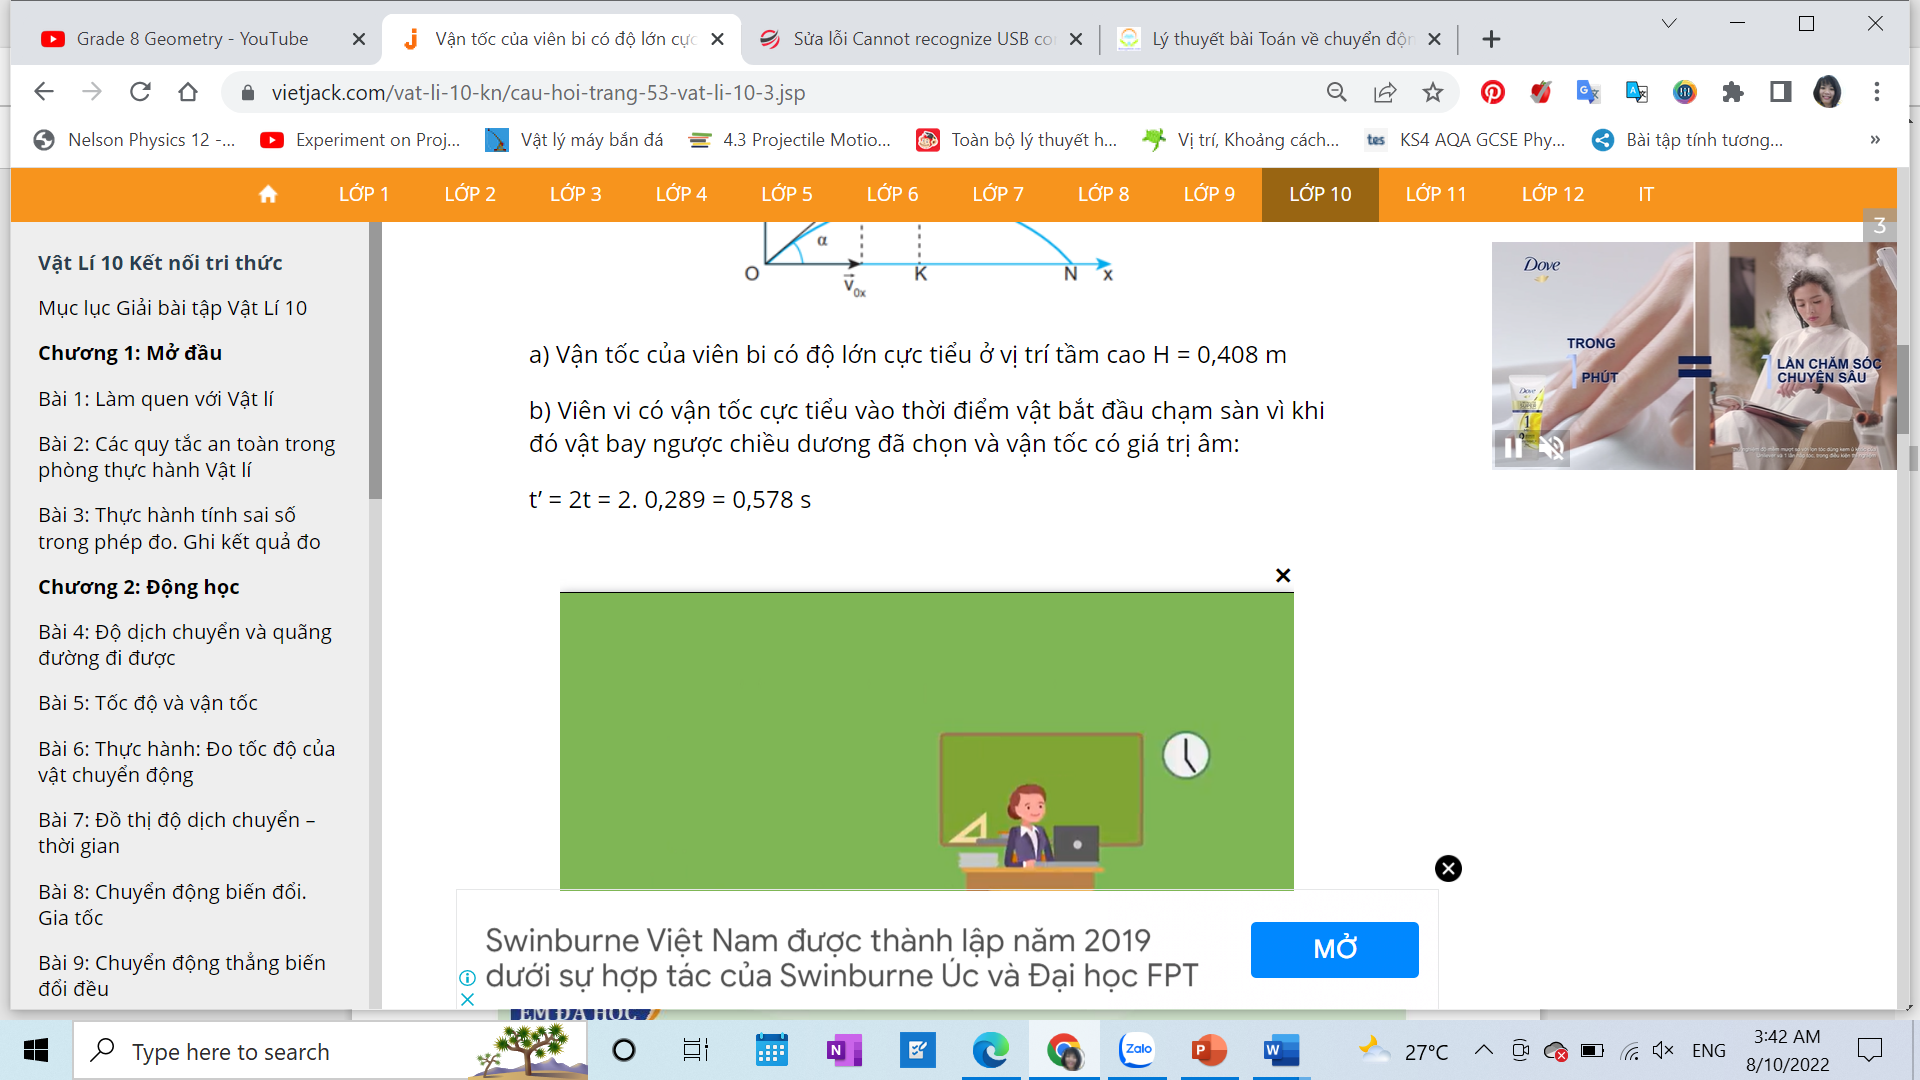 Grade 8 Geometry - YouTube
Vận tốc của viên bi có độ lớn cực
Sửa lỗi Cannot recognize USB co
Lý thuyết bài Toán về chuyển độn
vietjack.com/vat-li-10-kn/cau-hoi-trang-53-vat-li-10-3.jsp
Nelson Physics 12 -...
Experiment on Proj...
Vật lý máy bắn đá
4.3 Projectile Motio...
Toàn bộ lý thuyết h...
Vị trí, Khoảng cách...
tes
KS4 AQA GCSE Phy...
Bài tập tính tương...
»
LỚP 1
LỚP 2
LỚP 3
LỚP 4
LỚP 5
LỚP 6
LỚP 7
LỚP 8
LỚP 9
LỚP 10
LỚP 11
LỚP 12
IT
Vật Lí 10 Kết nối tri thức
Mục lục Giải bài tập Vật Lí 10
Chương 1: Mở đầu
Bài 1: Làm quen với Vật lí
Bài 2: Các quy tắc an toàn trong
phòng thực hành Vật lí
Bài 3: Thực hành tính sai số
trong phép đo. Ghi kết quả đo
Chương 2: Động học
Bài 4: Độ dịch chuyển và quãng
đường đi được
Bài 5: Tốc độ và vận tốc
Bài 6: Thực hành: Đo tốc độ của
vật chuyển động
Bài 7: Đồ thị độ dịch chuyển –
thời gian
Bài 8: Chuyển động biến đổi.
Gia tốc
Bài 9: Chuyển động thẳng biến
đổi đều
α
O
v0x
K
N
x
a) Vận tốc của viên bi có độ lớn cực tiểu ở vị trí tầm cao H = 0,408 m
b) Viên vi có vận tốc cực tiểu vào thời điểm vật bắt đầu chạm sàn vì khi
đó vật bay ngược chiều dương đã chọn và vận tốc có giá trị âm:
t’ = 2t = 2. 0,289 = 0,578 s
3
Dove
TRONG
1 PHÚT
=
1 LẦN CHĂM SÓC
CHUYÊN SÂU
Swinburne Việt Nam được thành lập năm 2019
dưới sự hợp tác của Swinburne Úc và Đại học FPT
MỞ
EM ĐÃ HỌC
Type here to search
Zalo
27°C
ENG
3:42 AM
8/10/2022